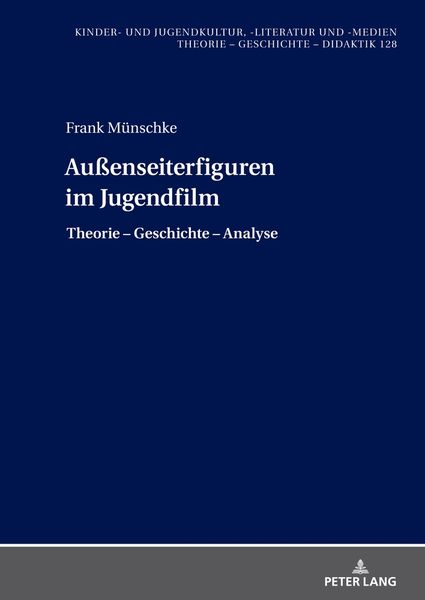 KINDER- UND JUGENDKULTUR, -LITERATUR UND -MEDIEN
THEORIE – GESCHICHTE – DIDAKTIK 128
Frank Münschke
Außenseiterfiguren
im Jugendfilm
Theorie – Geschichte – Analyse
PETER LANG